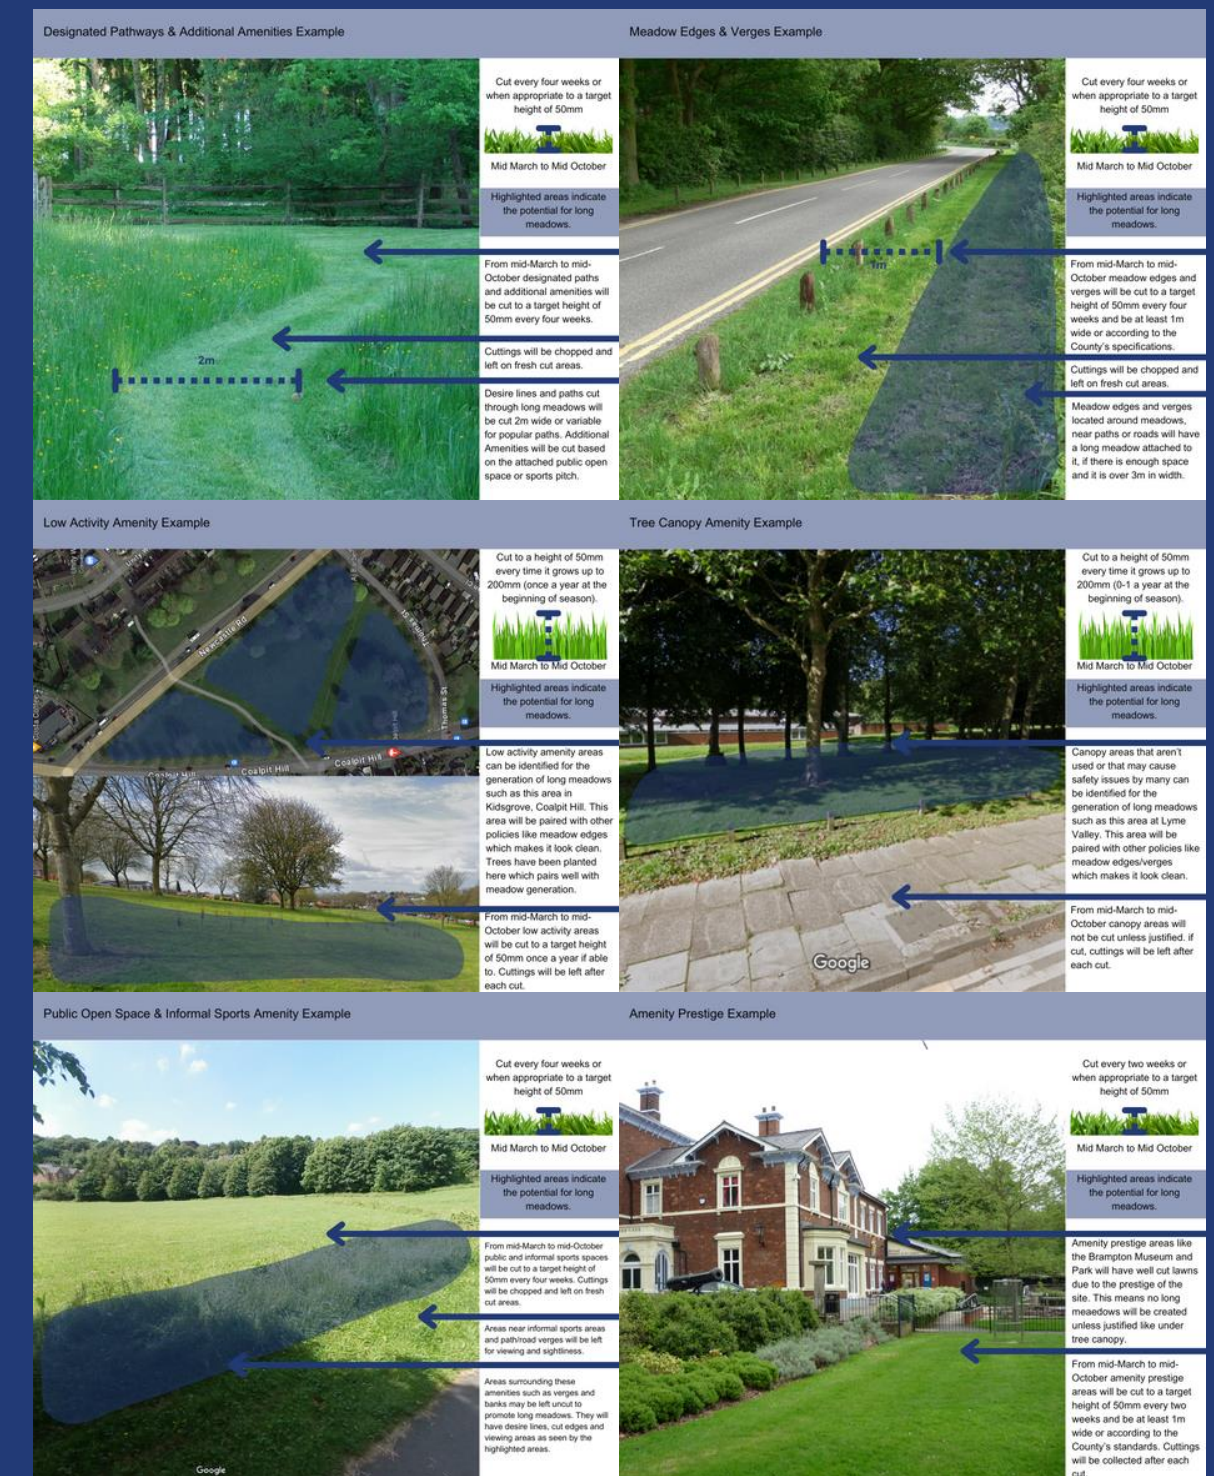 Designated Pathways & Additional Amenities Example
Cut every four weeks or
when appropriate to a target
height of 50mm
Mid March to Mid October
Highlighted areas indicate
the potential for long
meadows.
From mid-March to mid-
October designated paths
and additional amenities will
be cut to a target height of
50mm every four weeks.
Cuttings will be chopped and
left on fresh cut areas.
2m
Desire lines and paths cut
through long meadows will
be cut 2m wide or variable
for popular paths. Additional
Amenities will be cut based
on the attached public open
space or sports pitch.
Meadow Edges & Verges Example
Cut every four weeks or
when appropriate to a target
height of 50mm
Mid March to Mid October
Highlighted areas indicate
the potential for long
meadows.
1m
From mid-March to mid-
October meadow edges and
verges will be cut to a target
height of 50mm every four
weeks and be at least 1m
wide or according to the
County's specifications.
Cuttings will be chopped and
left on fresh cut areas.
Meadow edges and verges
located around meadows,
near paths or roads will have
a long meadow attached to
it, if there is enough space
and it is over 3m in width.
Low Activity Amenity Example
Cut to a height of 50mm
every time it grows up to
200mm (once a year at the
beginning of season).
Mid March to Mid October
Highlighted areas indicate
the potential for long
meadows.
Newcastle Rd
Thomas St
Thomas St
Coalpit Hill
Coalpit Hill
Coalpit Hill
Low activity amenity areas
can be identified for the
generation of long meadows
such as this area in
Kidsgrove, Coalpit Hill. This
area will be paired with other
policies like meadow edges
which makes it look clean.
Trees have been planted
here which pairs well with
meadow generation.
From mid-March to mid-
October low activity areas
will be cut to a target height
of 50mm once a year if able
to. Cuttings will be left after
each cut.
Tree Canopy Amenity Example
Cut to a height of 50mm
every time it grows up to
200mm (0-1 a year at the
beginning of season).
Mid March to Mid October
Highlighted areas indicate
the potential for long
meadows.
Canopy areas that aren't
used or that may cause
safety issues by many can
be identified for the
generation of long meadows
such as this area at Lyme
Valley. This area will be
paired with other policies like
meadow edges/verges
which makes it look clean.
From mid-March to mid-
October canopy areas will
not be cut unless justified. if
cut, cuttings will be left after
each cut.
Google
Public Open Space & Informal Sports Amenity Example
Cut every four weeks or
when appropriate to a target
height of 50mm
Mid March to Mid October
Highlighted areas indicate
the potential for long
meadows.
From mid-March to mid-October
public and informal sports spaces
will be cut to a target height of
50mm every four weeks. Cuttings
will be chopped and left on fresh
cut areas.
Areas near informal sports areas
and path/road verges will be left
for viewing and sightliness.
Areas surrounding these
amenities such as verges and
banks may be left uncut to
promote long meadows. They will
have desire lines, cut edges and
viewing areas as seen by the
highlighted areas.
Google
Amenity Prestige Example
Cut every two weeks or
when appropriate to a target
height of 50mm
Mid March to Mid October
Highlighted areas indicate
the potential for long
meadows.
Amenity prestige areas like
the Brampton Museum and
Park will have well cut lawns
due to the prestige of the
site. This means no long
meaedows will be created
unless justified like under
tree canopy.
From mid-March to mid-
October amenity prestige
areas will be cut to a target
height of 50mm every two
weeks and be at least 1m
wide or according to the
County's standards. Cuttings
will be collected after each
cut.